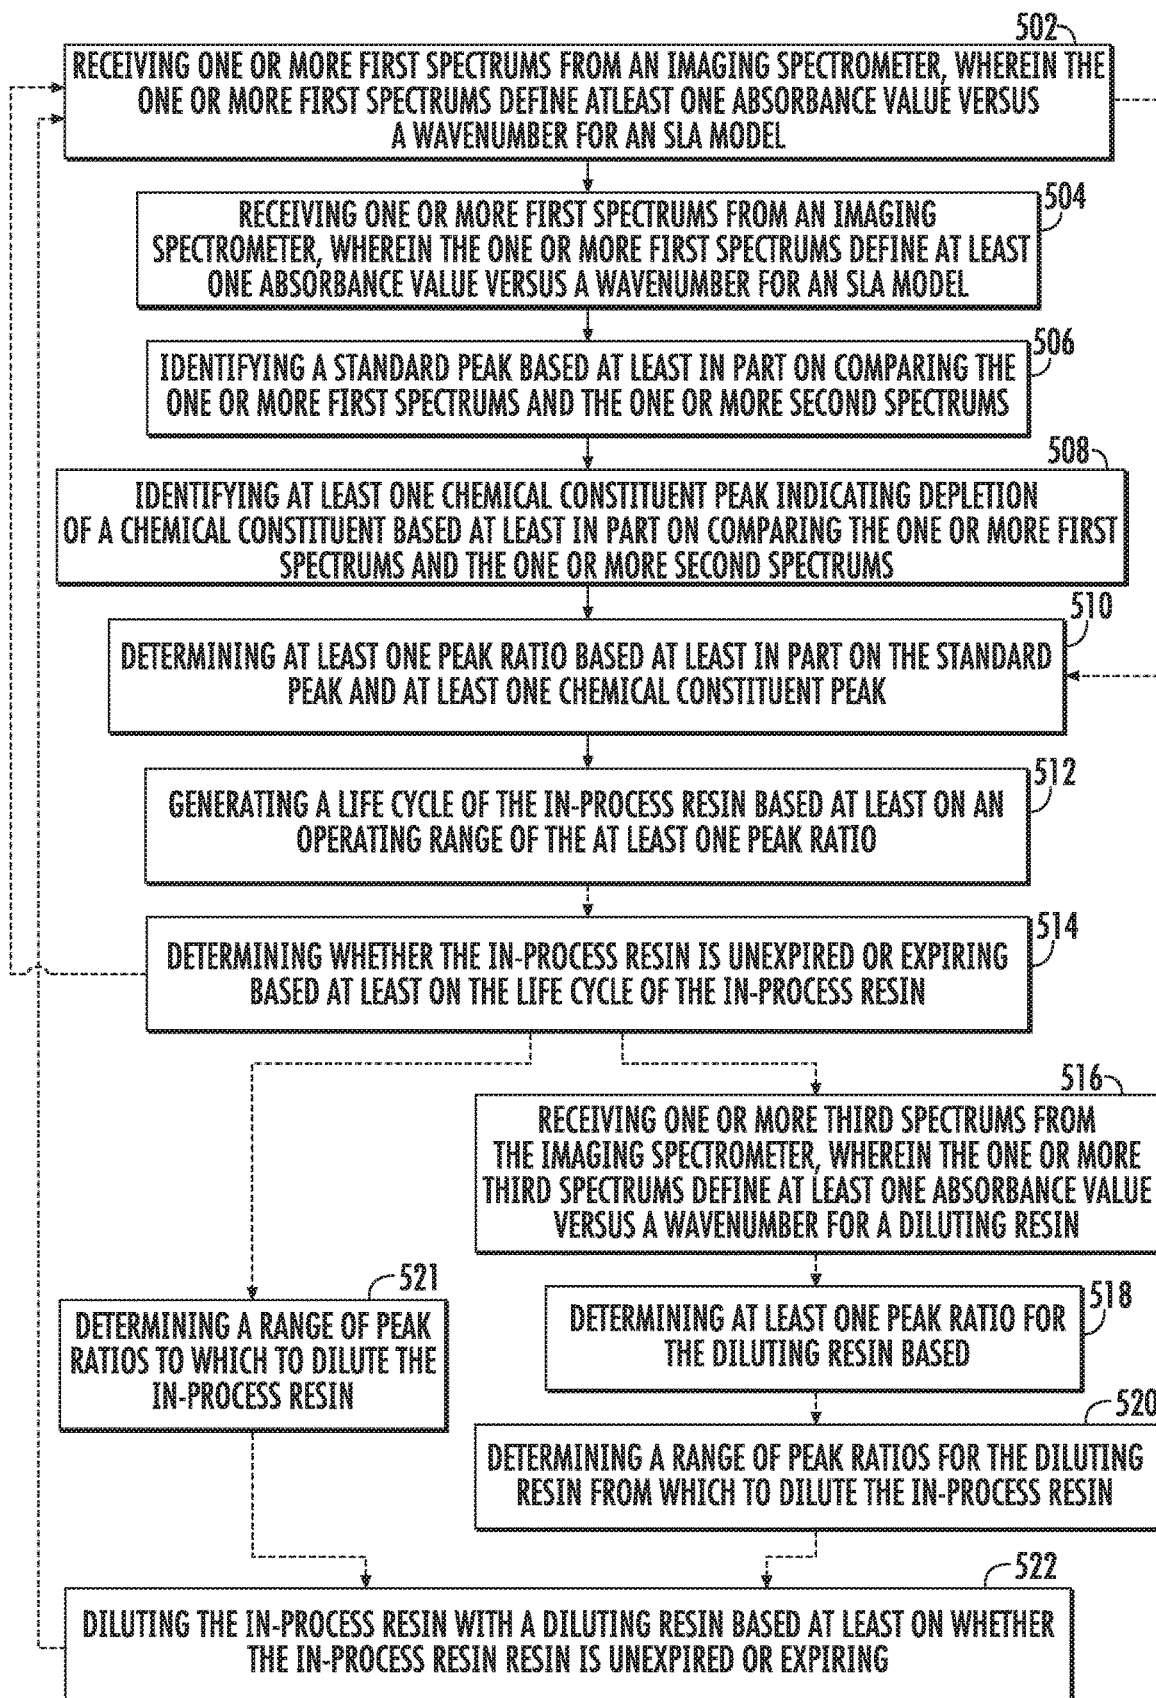 502
RECEIVING ONE OR MORE FIRST SPECTRUMS FROM AN IMAGING SPECTROMETER, WHEREIN THE
ONE OR MORE FIRST SPECTRUMS DEFINE ATLEAST ONE ABSORBANCE VALUE VERSUS
A WAVENUMBER FOR AN SLA MODEL
504
RECEIVING ONE OR MORE FIRST SPECTRUMS FROM AN IMAGING
SPECTROMETER, WHEREIN THE ONE OR MORE FIRST SPECTRUMS DEFINE AT LEAST
ONE ABSORBANCE VALUE VERSUS A WAVENUMBER FOR AN SLA MODEL
506
IDENTIFYING A STANDARD PEAK BASED AT LEAST IN PART ON COMPARING THE
ONE OR MORE FIRST SPECTRUMS AND THE ONE OR MORE SECOND SPECTRUMS
508
IDENTIFYING AT LEAST ONE CHEMICAL CONSTITUENT PEAK INDICATING DEPLETION
OF A CHEMICAL CONSTITUENT BASED AT LEAST IN PART ON COMPARING THE ONE OR MORE FIRST
SPECTRUMS AND THE ONE OR MORE SECOND SPECTRUMS
510
DETERMINING AT LEAST ONE PEAK RATIO BASED AT LEAST IN PART ON THE STANDARD
PEAK AND AT LEAST ONE CHEMICAL CONSTITUENT PEAK
512
GENERATING A LIFE CYCLE OF THE IN-PROCESS RESIN BASED AT LEAST ON AN
OPERATING RANGE OF THE AT LEAST ONE PEAK RATIO
514
DETERMINING WHETHER THE IN-PROCESS RESIN IS UNEXPIRED OR EXPIRING
BASED AT LEAST ON THE LIFE CYCLE OF THE IN-PROCESS RESIN
516
RECEIVING ONE OR MORE THIRD SPECTRUMS FROM
THE IMAGING SPECTROMETER, WHEREIN THE ONE OR MORE
THIRD SPECTRUMS DEFINE AT LEAST ONE ABSORBANCE VALUE
VERSUS A WAVENUMBER FOR A DILUTING RESIN
518
DETERMINING AT LEAST ONE PEAK RATIO FOR
THE DILUTING RESIN BASED
521
DETERMINING A RANGE OF PEAK
RATIOS TO WHICH TO DILUTE THE
IN-PROCESS RESIN
520
DETERMINING A RANGE OF PEAK RATIOS FOR THE DILUTING
RESIN FROM WHICH TO DILUTE THE IN-PROCESS RESIN
522
DILUTING THE IN-PROCESS RESIN WITH A DILUTING RESIN BASED AT LEAST ON WHETHER
THE IN-PROCESS RESIN RESIN IS UNEXPIRED OR EXPIRING